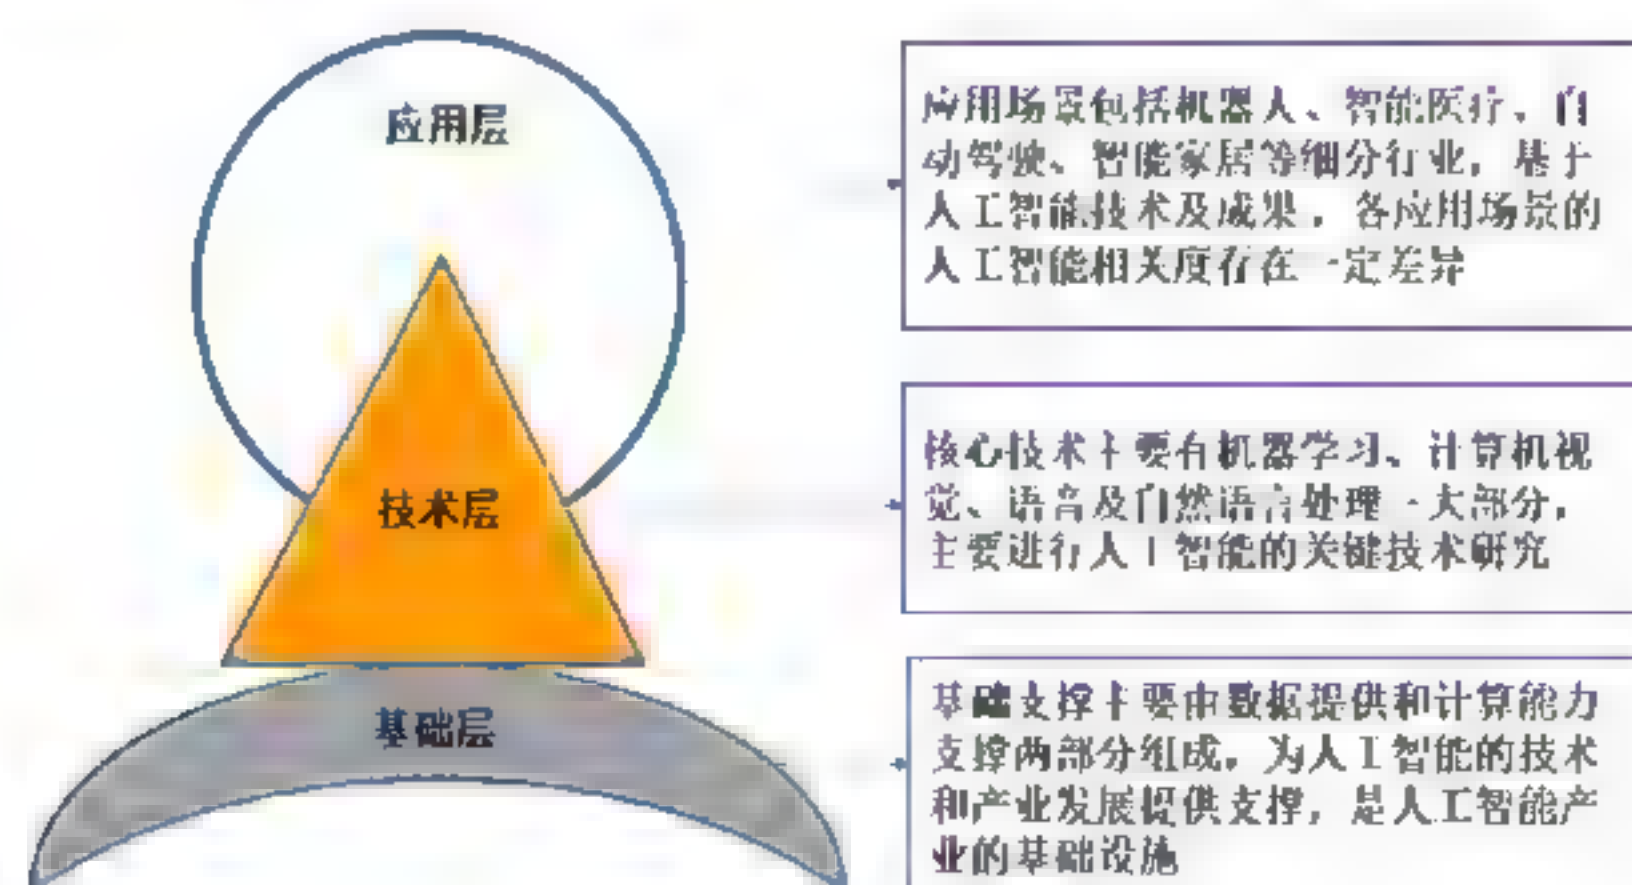 应用层
应用场景包括机器人、智能医疗、自
动驾驶、智能家居等细分行业，基于
人工智能技术及成果，各应用场景的
人工智能相关度存在一定差异
技术层
核心技术主要有机器学习、计算机视
觉、语音及自然语言处理三大部分，
主要进行人工智能的关键技术研究
基础层
基础支撑主要由数据提供和计算能力
支撑两部分组成，为人工智能的技术
和产业发展提供支撑，是人工智能产
业的基础设施